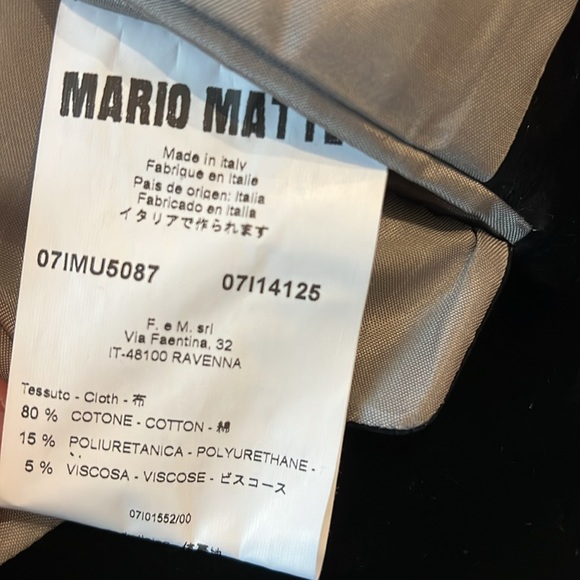 MARIO MATTE
Made in italy
Fabriqué en Italie
Pais de origen: Italia
Fabricado en Italia
イタリアで作られます
07IMU5087 07I14125
F. e M. srl
Via Faentina, 32
IT-48100 RAVENNA
Tessuto - Cloth - 布
80 % COTONE - COTTON - 綿
15 % POLIURETANICA - POLYURETHANE -
5 % VISCOSA - VISCOSE - ビスコース
07I01552/00